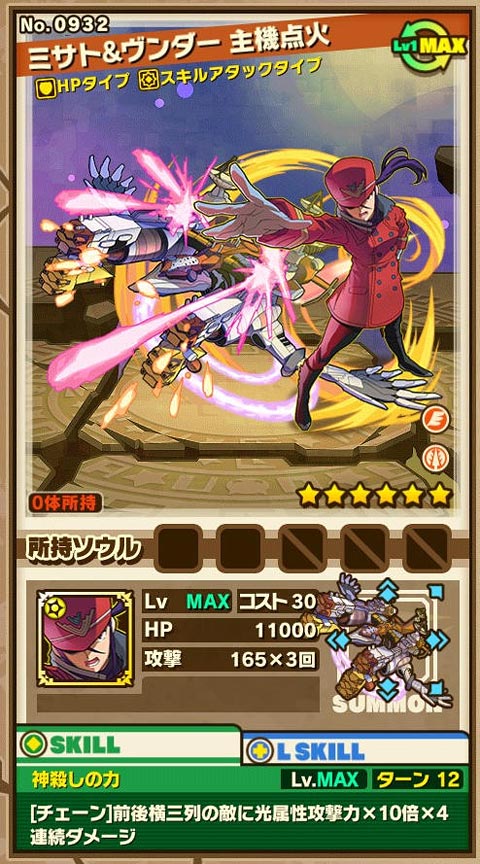 No.0932
ミサト&ヴンダー 主機点火
Lv1 MAX
HPタイプ スキルアタックタイプ
E
0体所持
所持ソウル
Lv MAX コスト 30
HP 11000
攻撃 165×3回
SUMMON
SKILL
L SKILL
神殺しの力 Lv.MAX ターン 12
[チェーン]前後横三列の敵に光属性攻撃力×10倍×4
連続ダメージ